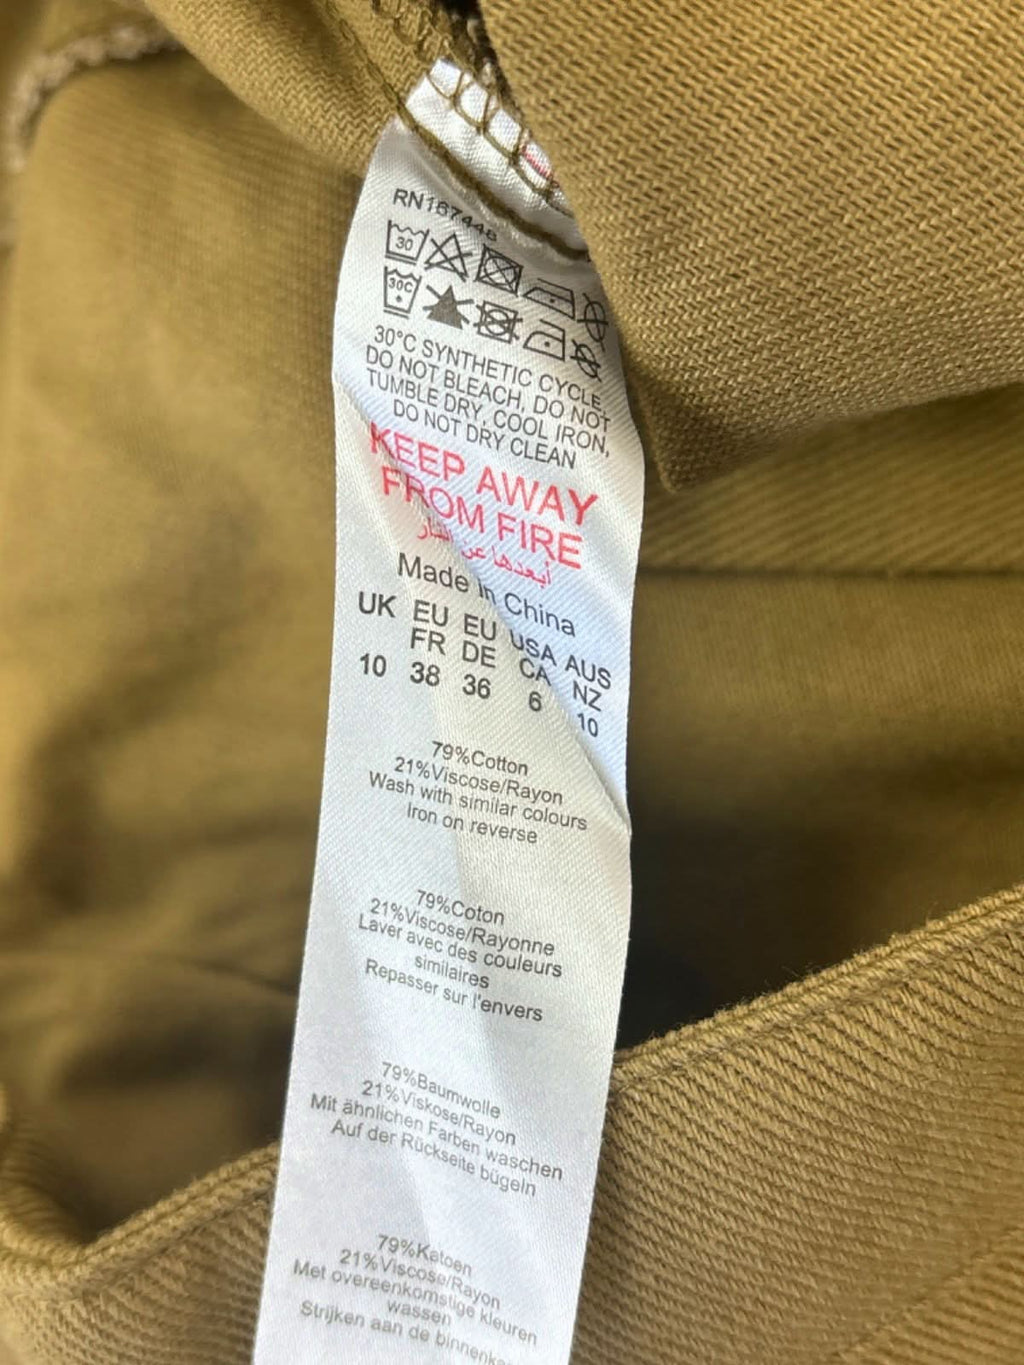 RN167448
30
30C
30°C SYNTHETIC CYCLE,
DO NOT BLEACH, DO NOT
TUMBLE DRY, COOL IRON,
DO NOT DRY CLEAN
KEEP AWAY
FROM FIRE
أبعدها عن النار
Made in China
UK EU FR EU DE USA CA AUS NZ
10 38 36 6 10
79%Cotton
21%Viscose/Rayon
Wash with similar colours
Iron on reverse
79%Coton
21%Viscose/Rayonne
Laver avec des couleurs
similaires
Repasser sur l'envers
79%Baumwolle
21%Viskose/Rayon
Mit ähnlichen Farben waschen
Auf der Rückseite bügeln
79%Katoen
21%Viscose/Rayon
Met overeenkomstige kleuren
wassen
Strijken aan de